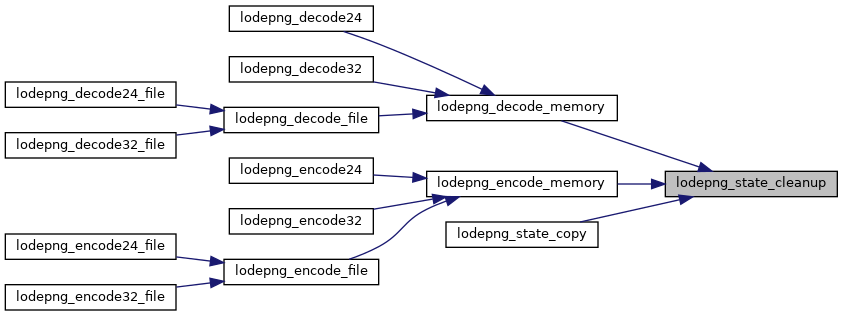 lodepng_decode24
lodepng_decode32
lodepng_decode24_file
lodepng_decode_memory
lodepng_decode_file
lodepng_decode32_file
lodepng_encode24
lodepng_encode_memory
lodepng_state_cleanup
lodepng_encode32
lodepng_state_copy
lodepng_encode24_file
lodepng_encode_file
lodepng_encode32_file